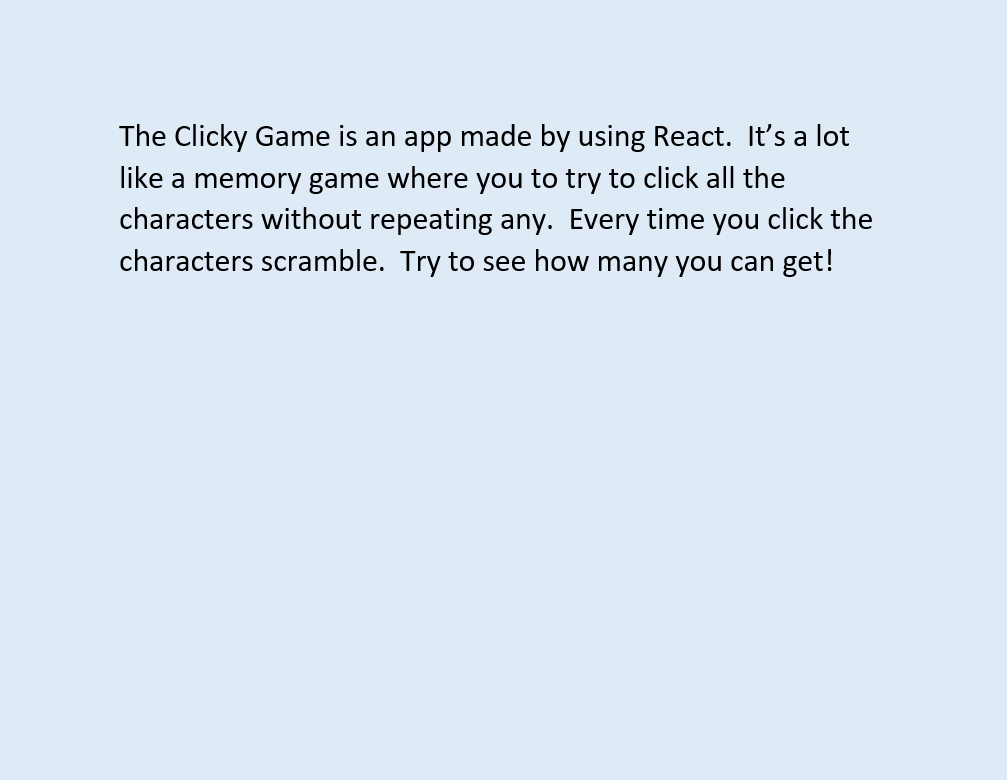 The Clicky Game is an app made by using React.  It’s a lot
like a memory game where you to try to click all the
characters without repeating any.  Every time you click the
characters scramble.  Try to see how many you can get!